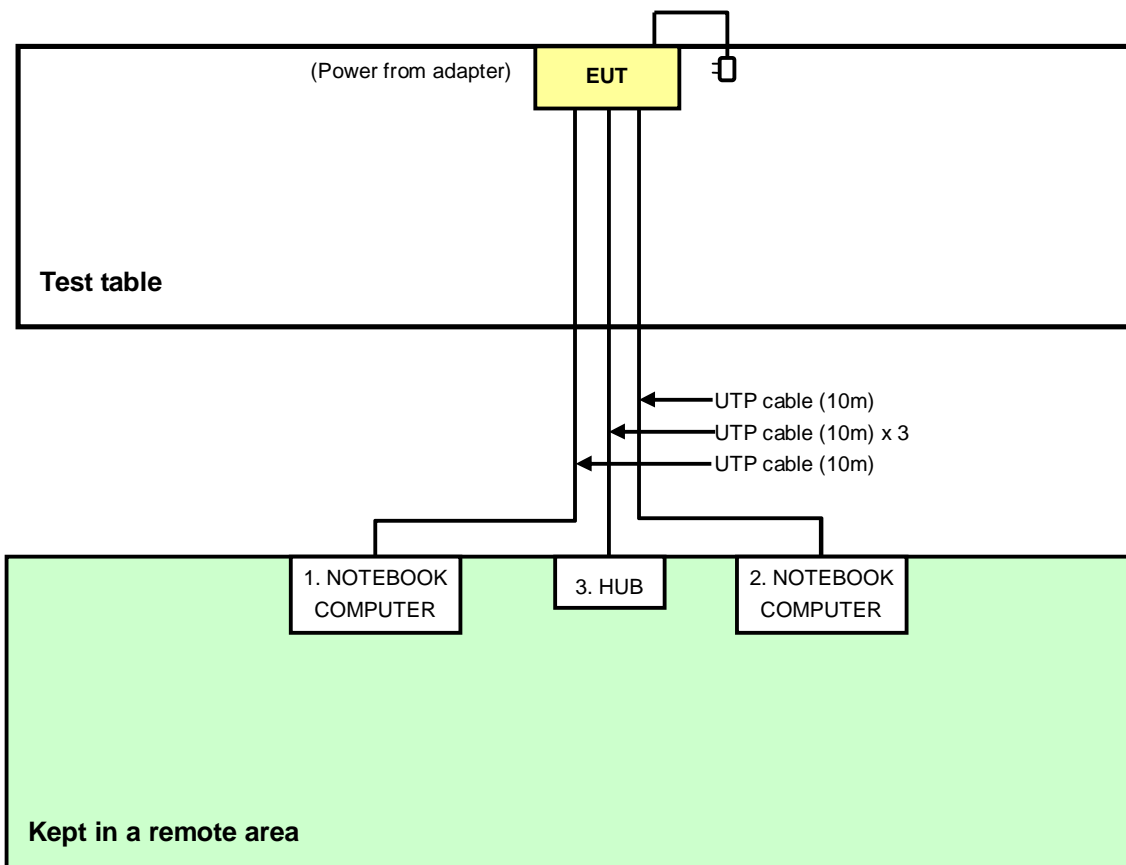 (Power from adapter)
EUT
Test table
UTP cable (10m)
UTP cable (10m) x 3
UTP cable (10m)
1. NOTEBOOK
COMPUTER
3. HUB
2. NOTEBOOK
COMPUTER
Kept in a remote area